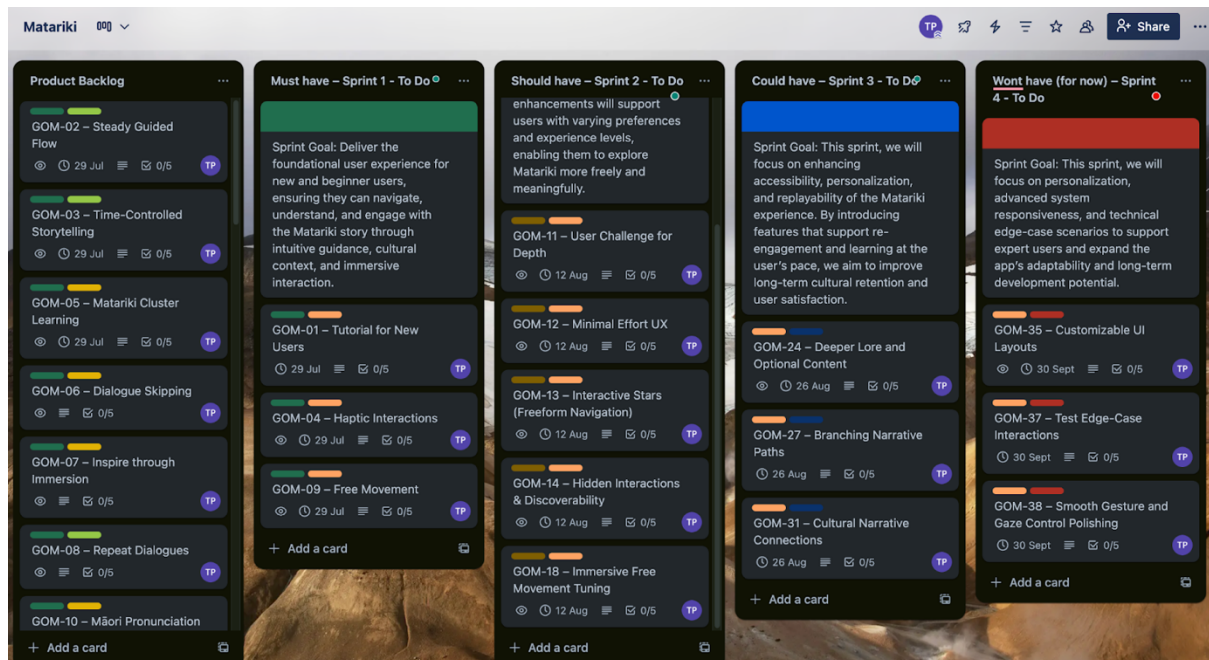 Matariki
TP
Share
Product Backlog
GOM-02 – Steady Guided
Flow
29 Jul 0/5 TP
GOM-03 – Time-Controlled
Storytelling
29 Jul 0/5 TP
GOM-05 – Matariki Cluster
Learning
29 Jul 0/5 TP
GOM-06 – Dialogue Skipping
0/5 TP
GOM-07 – Inspire through
Immersion
0/5 TP
GOM-08 – Repeat Dialogues
0/5 TP
GOM-10 – Māori Pronunciation
+ Add a card
Must have – Sprint 1 - To Do
Sprint Goal: Deliver the
foundational user experience for
new and beginner users,
ensuring they can navigate,
understand, and engage with
the Matariki story through
intuitive guidance, cultural
context, and immersive
interaction.
GOM-01 – Tutorial for New
Users
29 Jul 0/5 TP
GOM-04 – Haptic Interactions
29 Jul 0/5 TP
GOM-09 – Free Movement
29 Jul 0/5 TP
+ Add a card
Should have – Sprint 2 - To Do
enhancements will support
users with varying preferences
and experience levels,
enabling them to explore
Matariki more freely and
meaningfully.
GOM-11 – User Challenge for
Depth
12 Aug 0/5 TP
GOM-12 – Minimal Effort UX
12 Aug 0/5 TP
GOM-13 – Interactive Stars
(Freeform Navigation)
12 Aug 0/5 TP
GOM-14 – Hidden Interactions
& Discoverability
12 Aug 0/5 TP
GOM-18 – Immersive Free
Movement Tuning
12 Aug 0/5 TP
+ Add a card
Could have – Sprint 3 - To Do
Sprint Goal: This sprint, we will
focus on enhancing
accessibility, personalization,
and replayability of the Matariki
experience. By introducing
features that support re-
engagement and learning at the
user's pace, we aim to improve
long-term cultural retention and
user satisfaction.
GOM-24 – Deeper Lore and
Optional Content
26 Aug 0/5 TP
GOM-27 – Branching Narrative
Paths
26 Aug 0/5 TP
GOM-31 – Cultural Narrative
Connections
26 Aug 0/5 TP
+ Add a card
Wont have (for now) – Sprint
4 - To Do
Sprint Goal: This sprint, we will
focus on personalization,
advanced system
responsiveness, and technical
edge-case scenarios to support
expert users and expand the
app's adaptability and long-term
development potential.
GOM-35 – Customizable UI
Layouts
30 Sept 0/5 TP
GOM-37 – Test Edge-Case
Interactions
30 Sept 0/5 TP
GOM-38 – Smooth Gesture and
Gaze Control Polishing
30 Sept 0/5 TP
+ Add a card